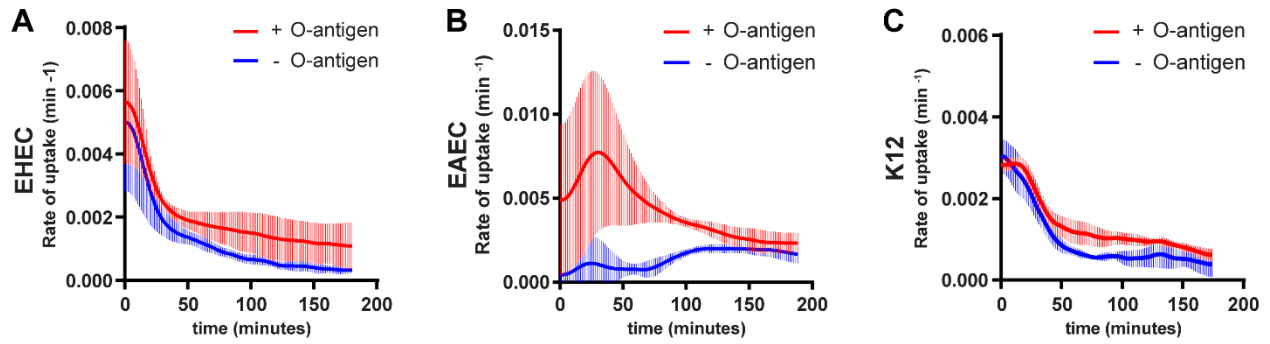 A
EHEC
Rate of uptake (min -1)
0.008
0.006
0.004
0.002
0.000
0 50 100 150 200
time (minutes)
+ O-antigen
- O-antigen
B
EAEC
Rate of uptake (min -1)
0.015
0.010
0.005
0.000
0 50 100 150 200
time (minutes)
+ O-antigen
- O-antigen
C
K12
Rate of uptake (min -1)
0.006
0.004
0.002
0.000
0 50 100 150 200
time (minutes)
+ O-antigen
- O-antigen